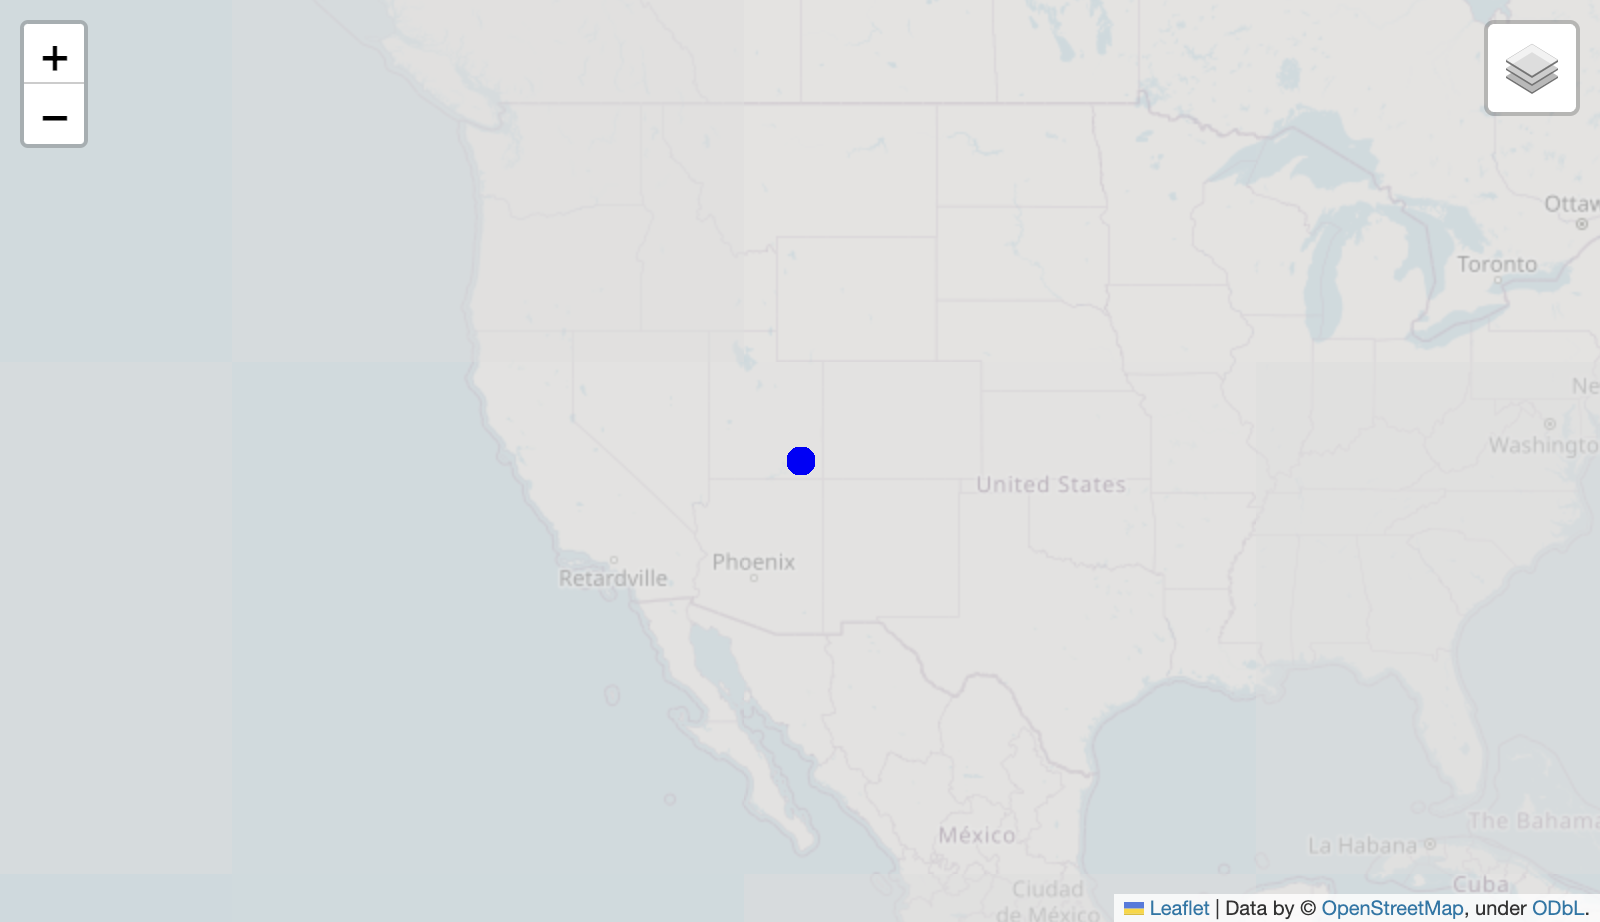 +
−
Ottaw
Toronto
Ne
Washingto
United States
Phoenix
Retardville
México
The Bahama
La Habana
Cuba
Ciudad
de México
Leaflet | Data by © OpenStreetMap, under ODbL.